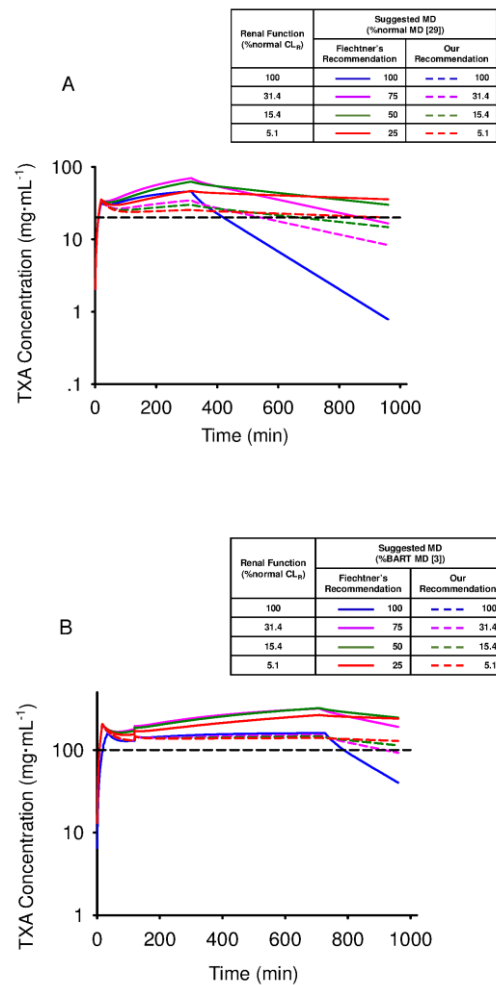 Renal Function
(%normal CLR)
Suggested MD
(%normal MD [29])
Fiechtner's
Recommendation
Our
Recommendation
100 100 100
31.4 75 31.4
15.4 50 15.4
5.1 25 5.1
A
TXA Concentration (mg·mL-1)
100
10
1
.1
0 200 400 600 800 1000
Time (min)
Renal Function
(%normal CLR)
Suggested MD
(%BART MD [3])
Fiechtner's
Recommendation
Our
Recommendation
100 100 100
31.4 75 31.4
15.4 50 15.4
5.1 25 5.1
B
TXA Concentration (mg·mL-1)
100
10
1
0 200 400 600 800 1000
Time (min)